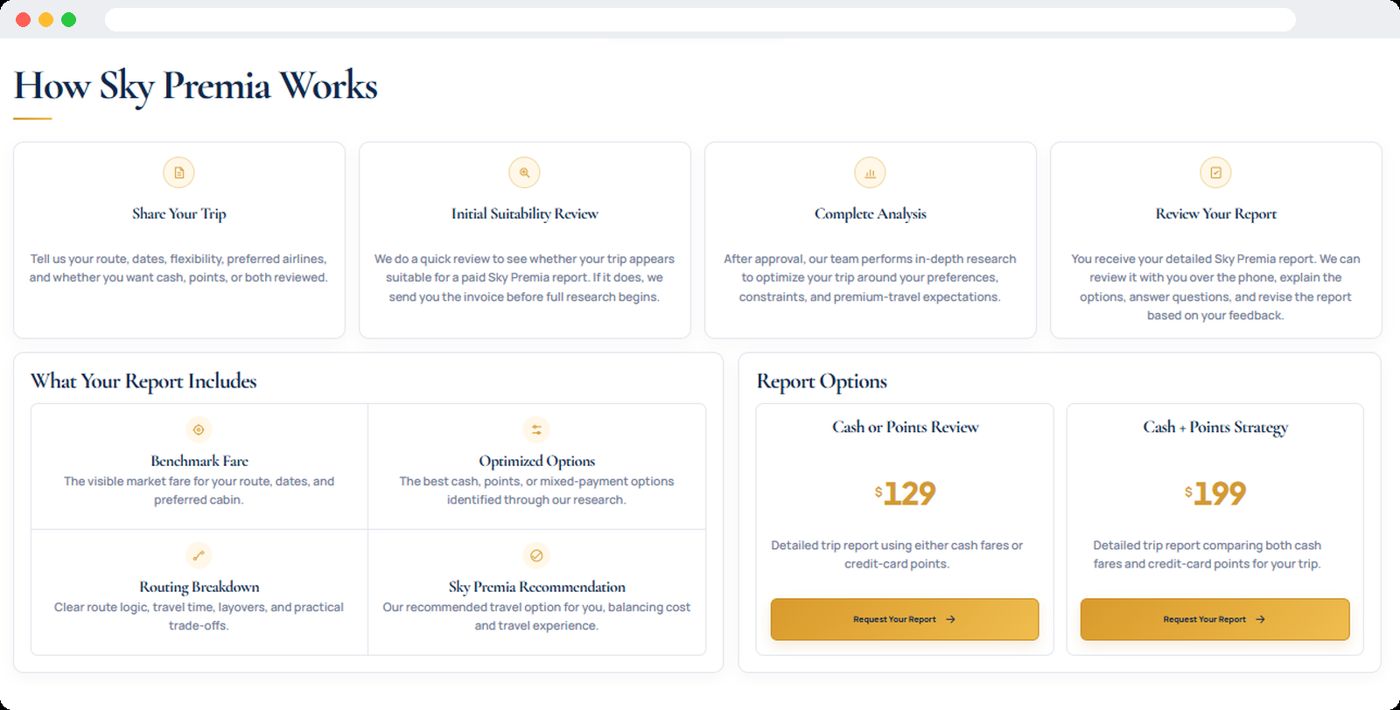 How Sky Premia Works
Share Your Trip
Tell us your route, dates, flexibility, preferred airlines,
and whether you want cash, points, or both reviewed.
Initial Suitability Review
We do a quick review to see whether your trip appears
suitable for a paid Sky Premia report. If it does, we
send you the invoice before full research begins.
Complete Analysis
After approval, our team performs in-depth research
to optimize your trip around your preferences,
constraints, and premium-travel expectations.
Review Your Report
You receive your detailed Sky Premia report. We can
review it with you over the phone, explain the
options, answer questions, and revise the report
based on your feedback.
What Your Report Includes
Benchmark Fare
The visible market fare for your route, dates, and
preferred cabin.
Optimized Options
The best cash, points, or mixed-payment options
identified through our research.
Routing Breakdown
Clear route logic, travel time, layovers, and practical
trade-offs.
Sky Premia Recommendation
Our recommended travel option for you, balancing cost
and travel experience.
Report Options
Cash or Points Review
$129
Detailed trip report using either cash fares or
credit-card points.
Request Your Report →
Cash + Points Strategy
$199
Detailed trip report comparing both cash
fares and credit-card points for your trip.
Request Your Report →